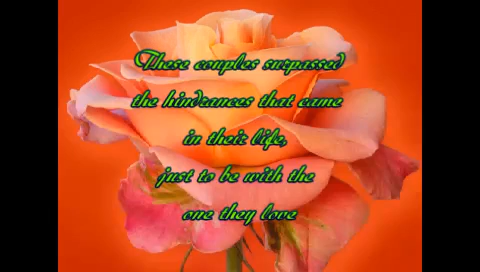 These couples surpassed
the hindrances that came
in their life,
just to be with the
one they love